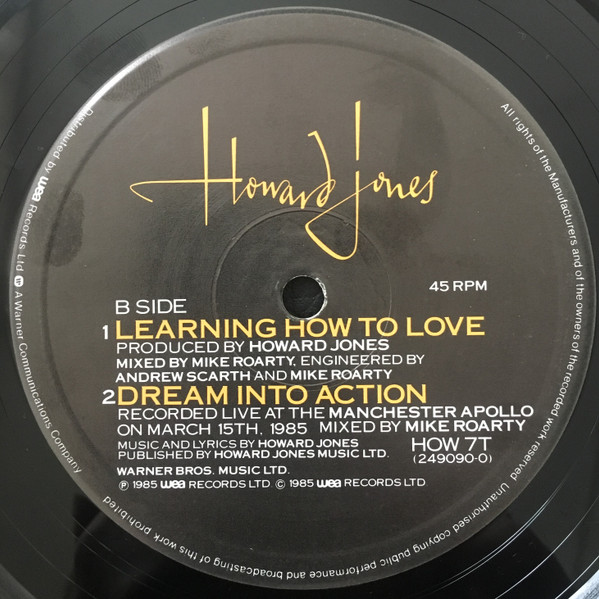 Howard Jones
45 RPM
B SIDE
1 LEARNING HOW TO LOVE
PRODUCED BY HOWARD JONES
MIXED BY MIKE ROARTY. ENGINEERED BY
ANDREW SCARTH AND MIKE ROARTY
2 DREAM INTO ACTION
RECORDED LIVE AT THE MANCHESTER APOLLO
ON MARCH 15TH, 1985 MIXED BY MIKE ROARTY
MUSIC AND LYRICS BY HOWARD JONES
PUBLISHED BY HOWARD JONES MUSIC LTD.
HOW 7T
(249090-0)
WARNER BROS. MUSIC LTD.
Ⓟ 1985 wea RECORDS LTD © 1985 wea RECORDS LTD
Distributed by wea Records Ltd. A Warner Communications Company
All rights of the Manufacturers and of the owners of the recorded work reserved Unauthorised copying public performance and broadcasting of this work prohibited